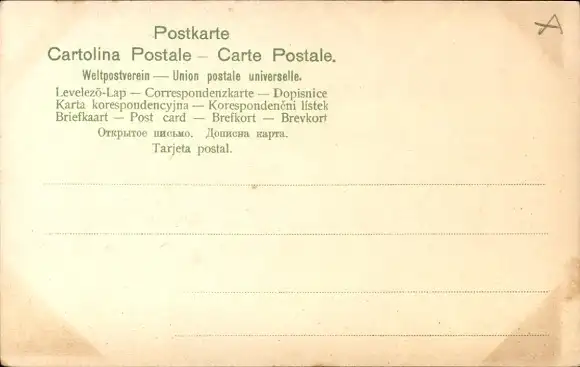 A
Postkarte
Cartolina Postale – Carte Postale.
Weltpostverein — Union postale universelle.
Levelező-Lap — Correspondenzkarte — Dopisnice
Karta korespondencyjna — Korespondenční lístek
Briefkaart — Post card — Brefkort — Brevkort
Открытое письмо. Дописна карта.
Tarjeta postal.